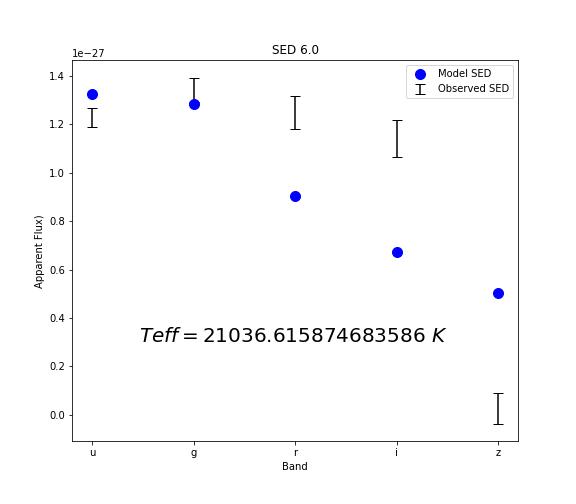 SED 6.0
1e−27
Model SED
Observed SED
1.4
1.2
1.0
0.8
0.6
0.4
0.2
0.0
Apparent Flux)
Teff = 21036.615874683586 K
u g r i z
Band